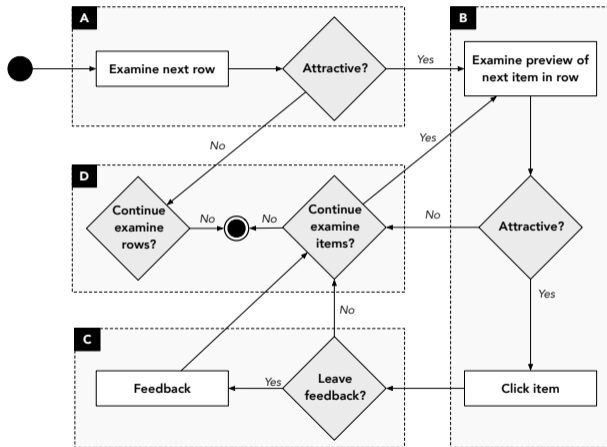 A
B
Examine next row
Attractive?
Yes
Examine preview of
next item in row
No
Yes
D
Continue
examine
rows?
No
No
Continue
examine
items?
No
Attractive?
Yes
No
C
Feedback
Yes
Leave
feedback?
Click item